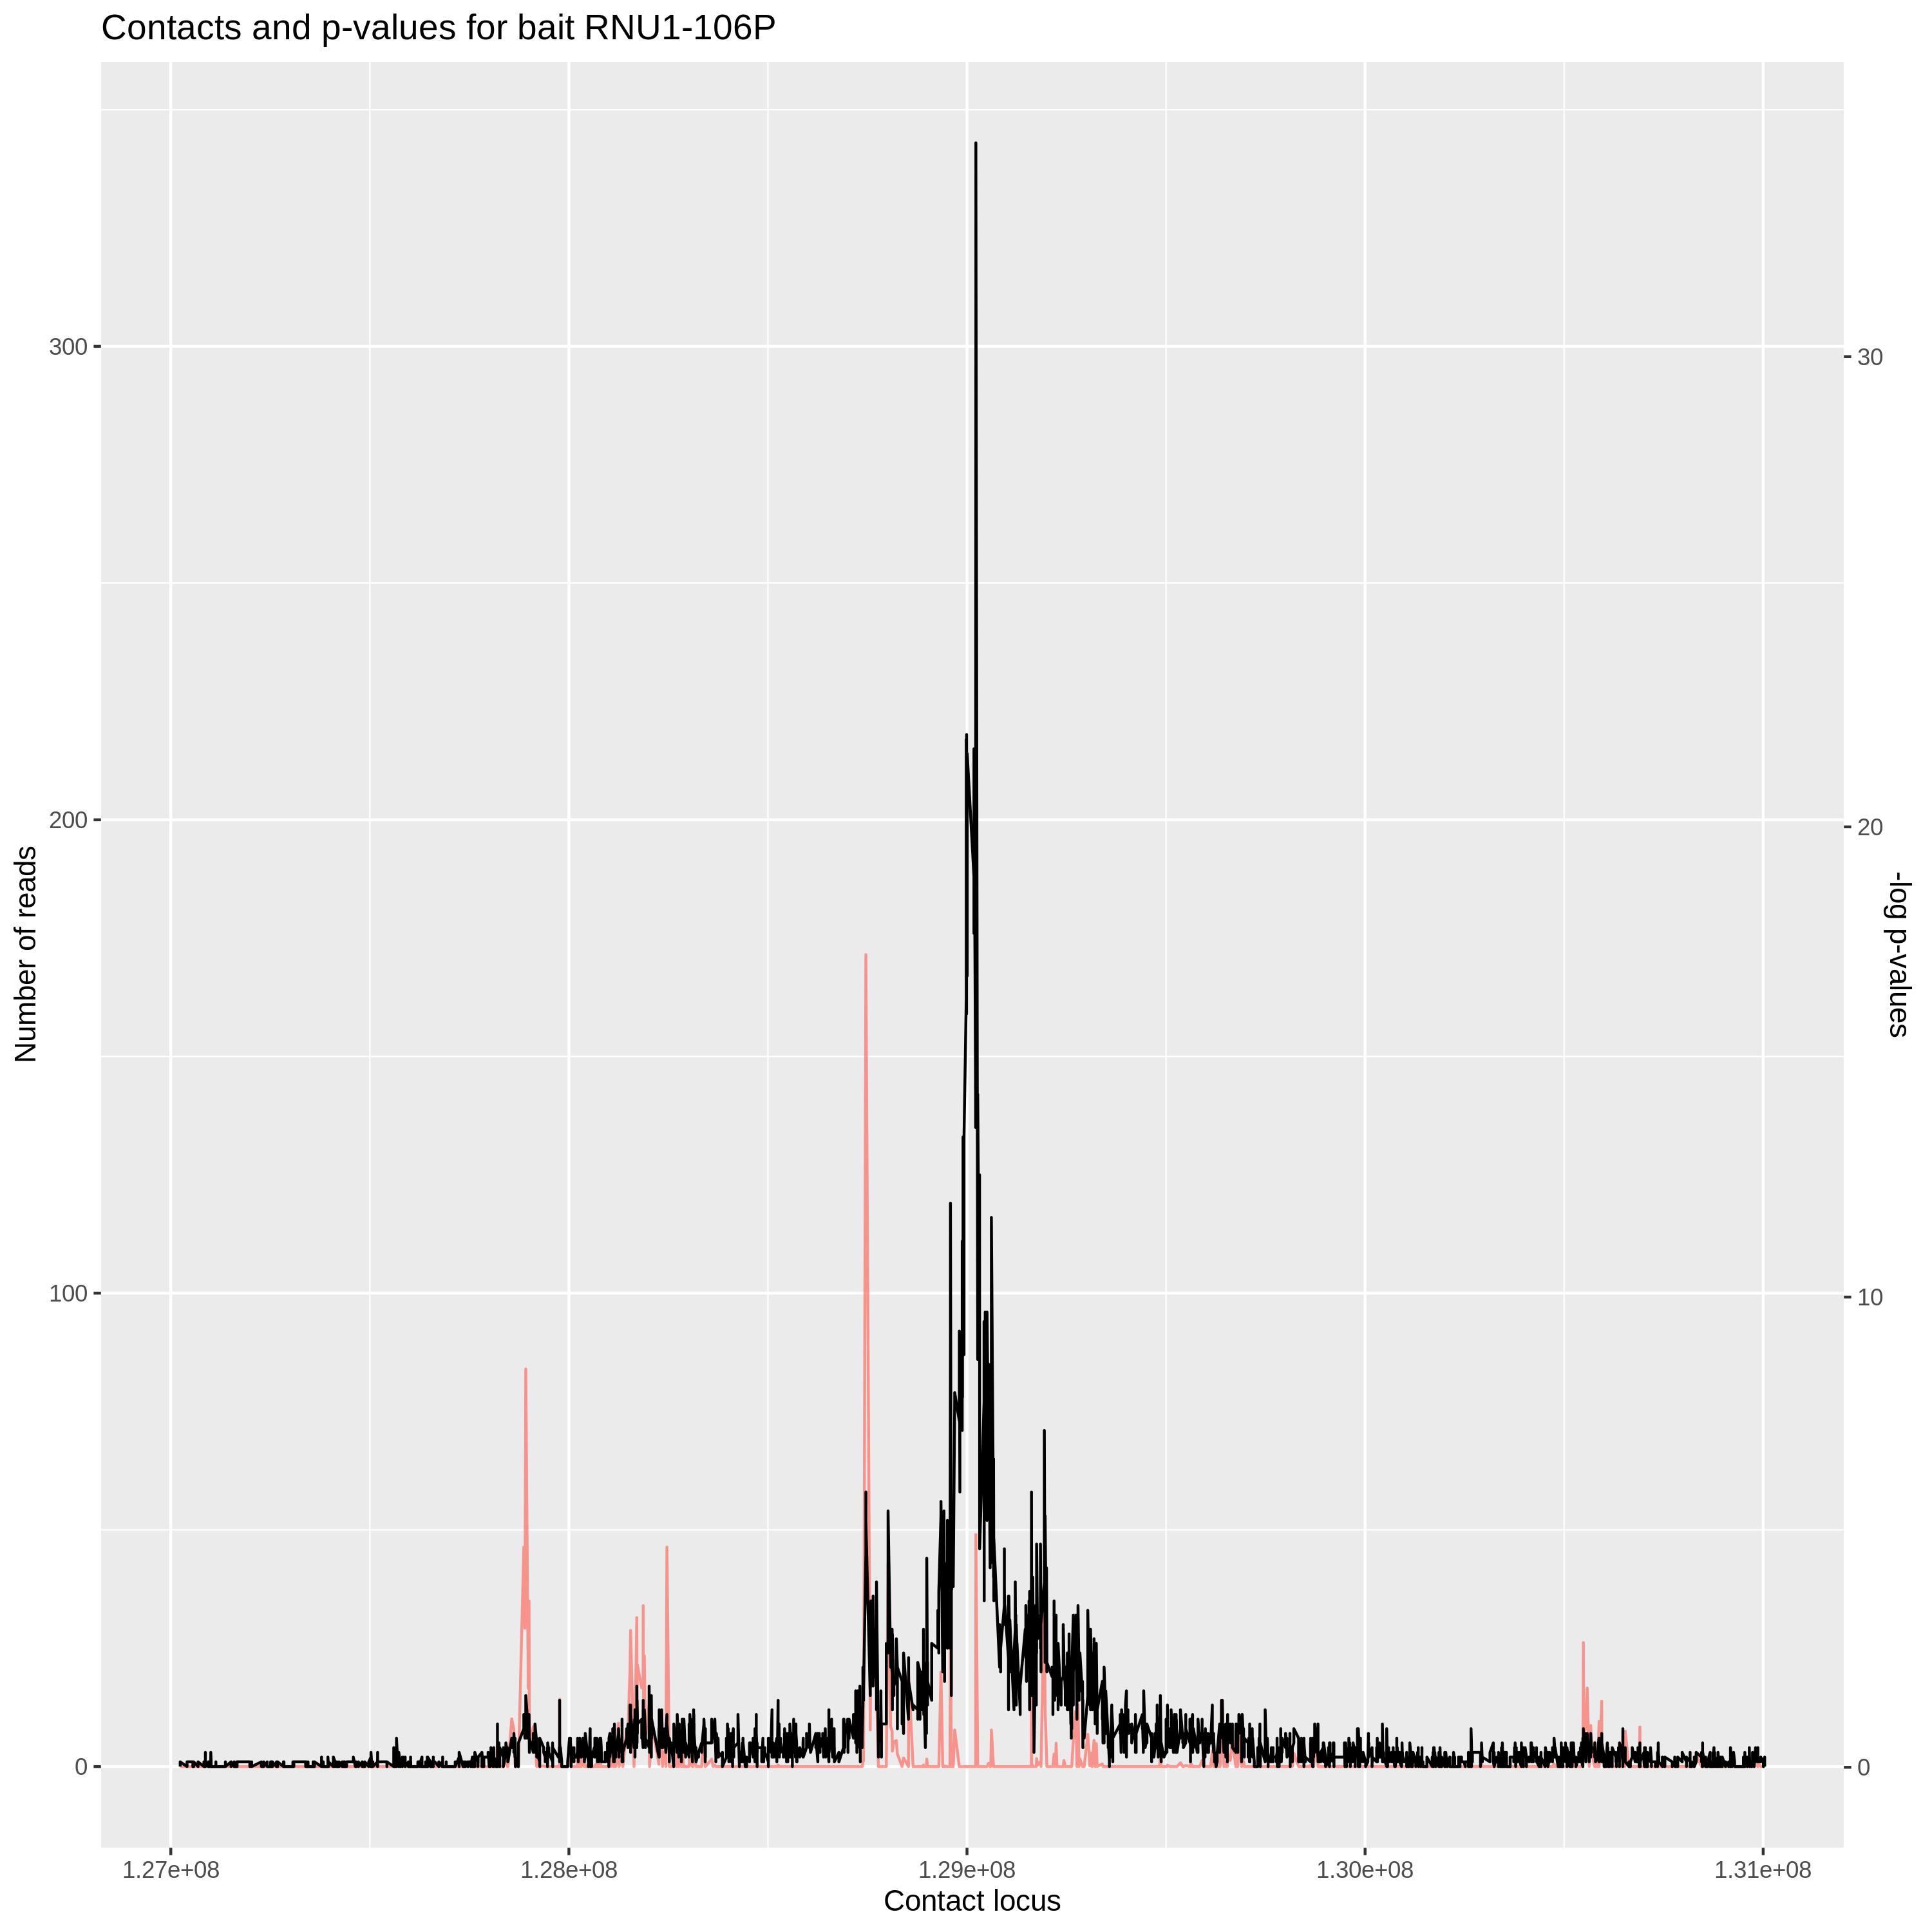 Contacts and p-values for bait RNU1-106P
Number of reads
300
200
100
0
30
20
10
0
-log p-values
1.27e+08
1.28e+08
1.29e+08
1.30e+08
1.31e+08
Contact locus